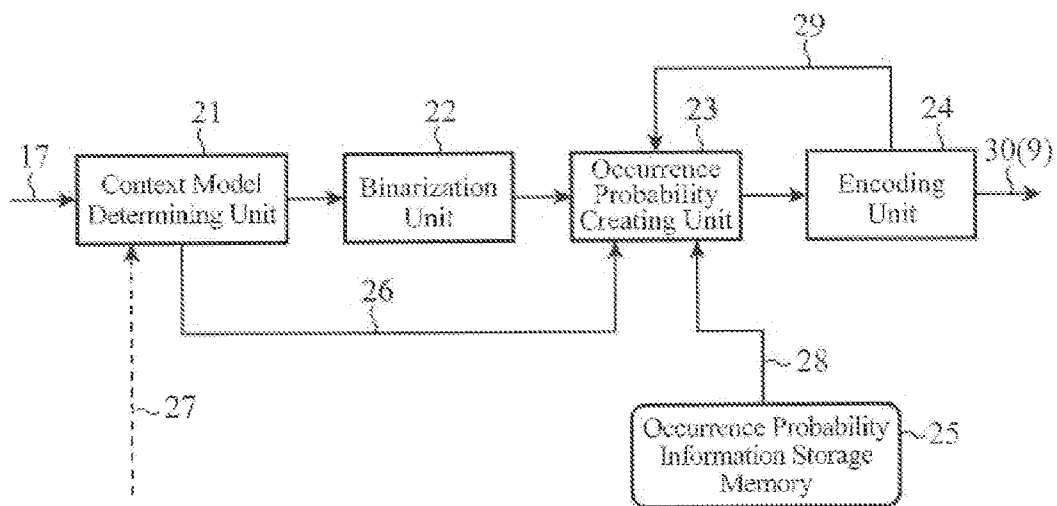 29
21
22
23
24
17
30(9)
Context Model
Determining Unit
Binarization
Unit
Occurrence
Probability
Creating Unit
Encoding
Unit
26
28
27
Occurrence Probability
Information Storage
Memory
25